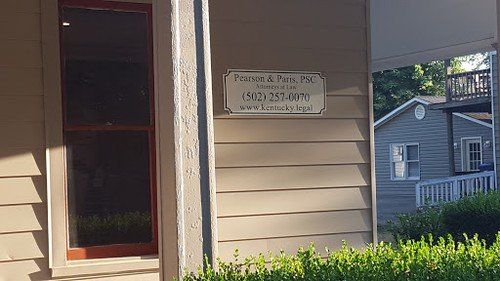 Pearson & Paris, PSC
Attorneys at Law
(502) 257-0070
www.kentucky.legal